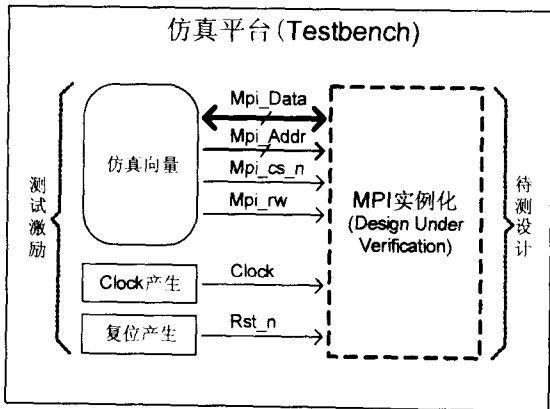 仿真平台(Testbench)
测试激励
仿真向量
Mpi_Data
Mpi_Addr
Mpi_cs_n
Mpi_rw
Clock产生
Clock
复位产生
Rst_n
MPI实例化
(Design Under
Verification)
待测设计